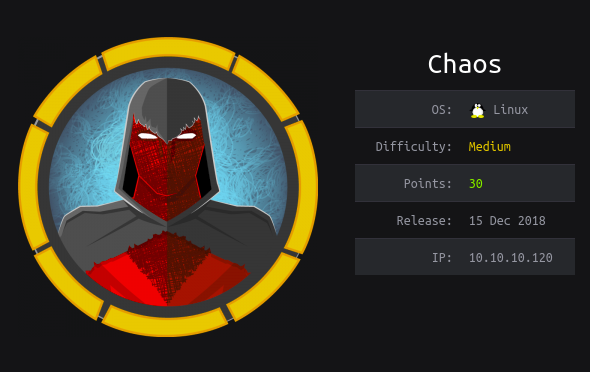 Chaos
OS: Linux
Difficulty: Medium
Points: 30
Release: 15 Dec 2018
IP: 10.10.10.120